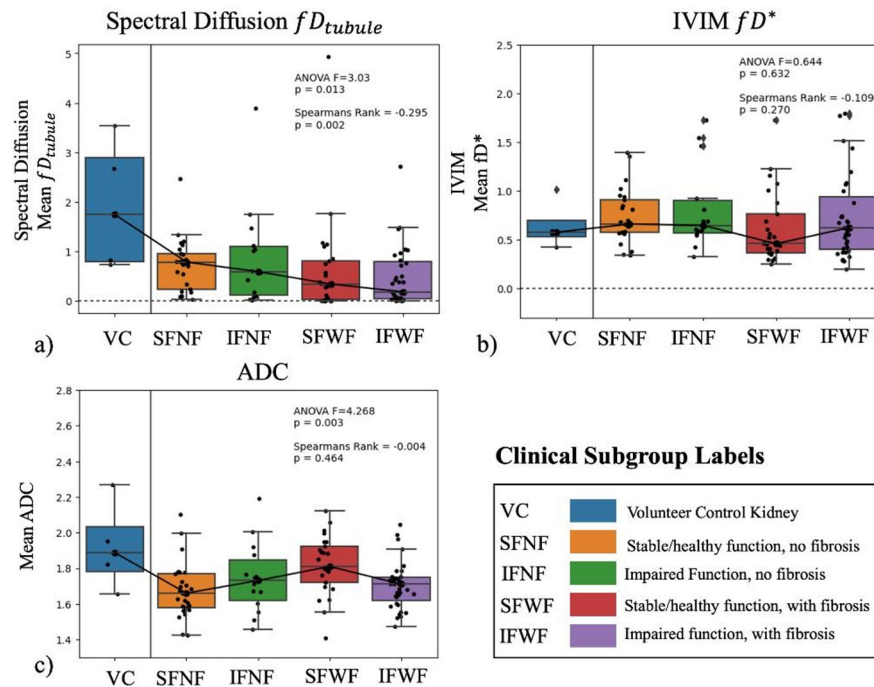 Spectral Diffusion fD_tubule
5
4
3
2
1
0
Spectral Diffusion
Mean fD_tubule
ANOVA F=3.03
p = 0.013
Spearmans Rank = -0.295
p = 0.002
a)
VC SFNF IFNF SFWF IFWF
IVIM fD*
2.5
2.0
1.5
1.0
0.5
0.0
IVIM
Mean fD*
ANOVA F=0.644
p = 0.632
Spearmans Rank = -0.109
p = 0.270
b)
VC SFNF IFNF SFWF IFWF
ADC
2.8
2.6
2.4
2.2
2.0
1.8
1.6
1.4
Mean ADC
ANOVA F=4.268
p = 0.003
Spearmans Rank = -0.004
p = 0.464
c)
VC SFNF IFNF SFWF IFWF
Clinical Subgroup Labels
VC Volunteer Control Kidney
SFNF Stable/healthy function, no fibrosis
IFNF Impaired Function, no fibrosis
SFWF Stable/healthy function, with fibrosis
IFWF Impaired function, with fibrosis